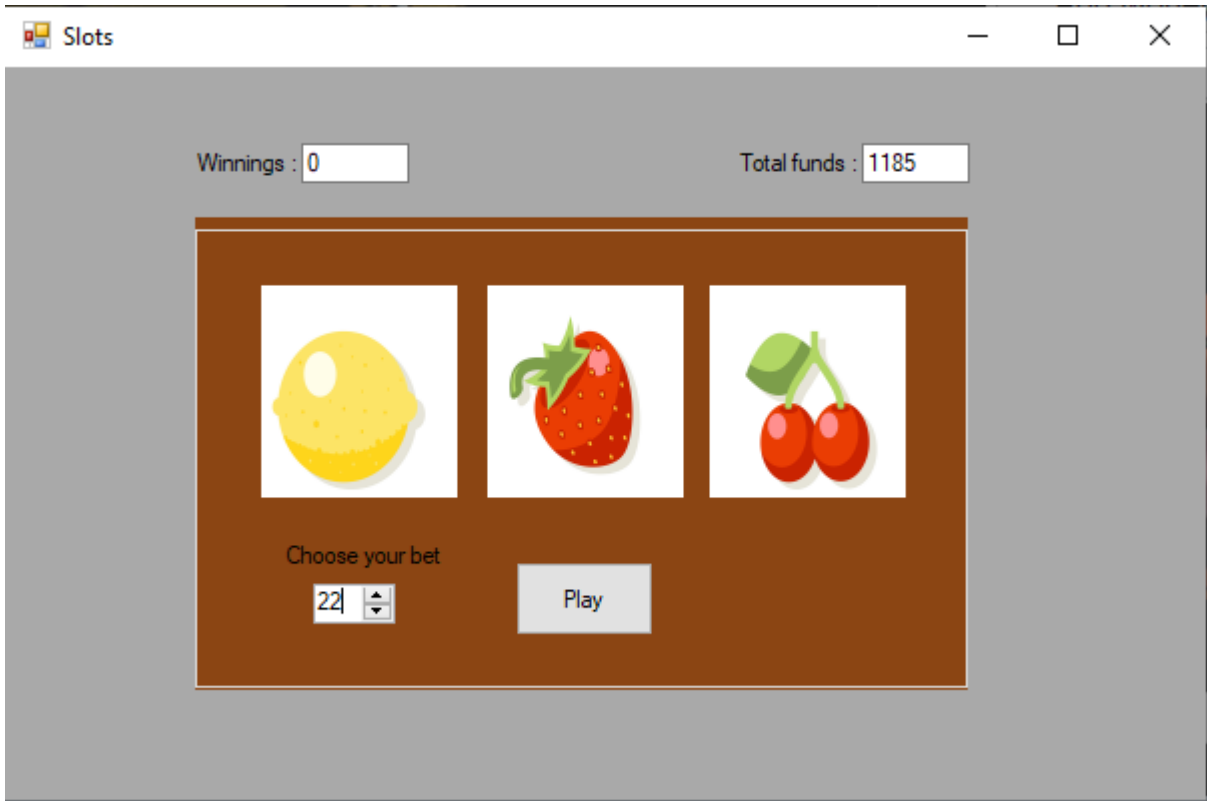 Slots
Winnings : 0
Total funds : 1185
Choose your bet
22
Play